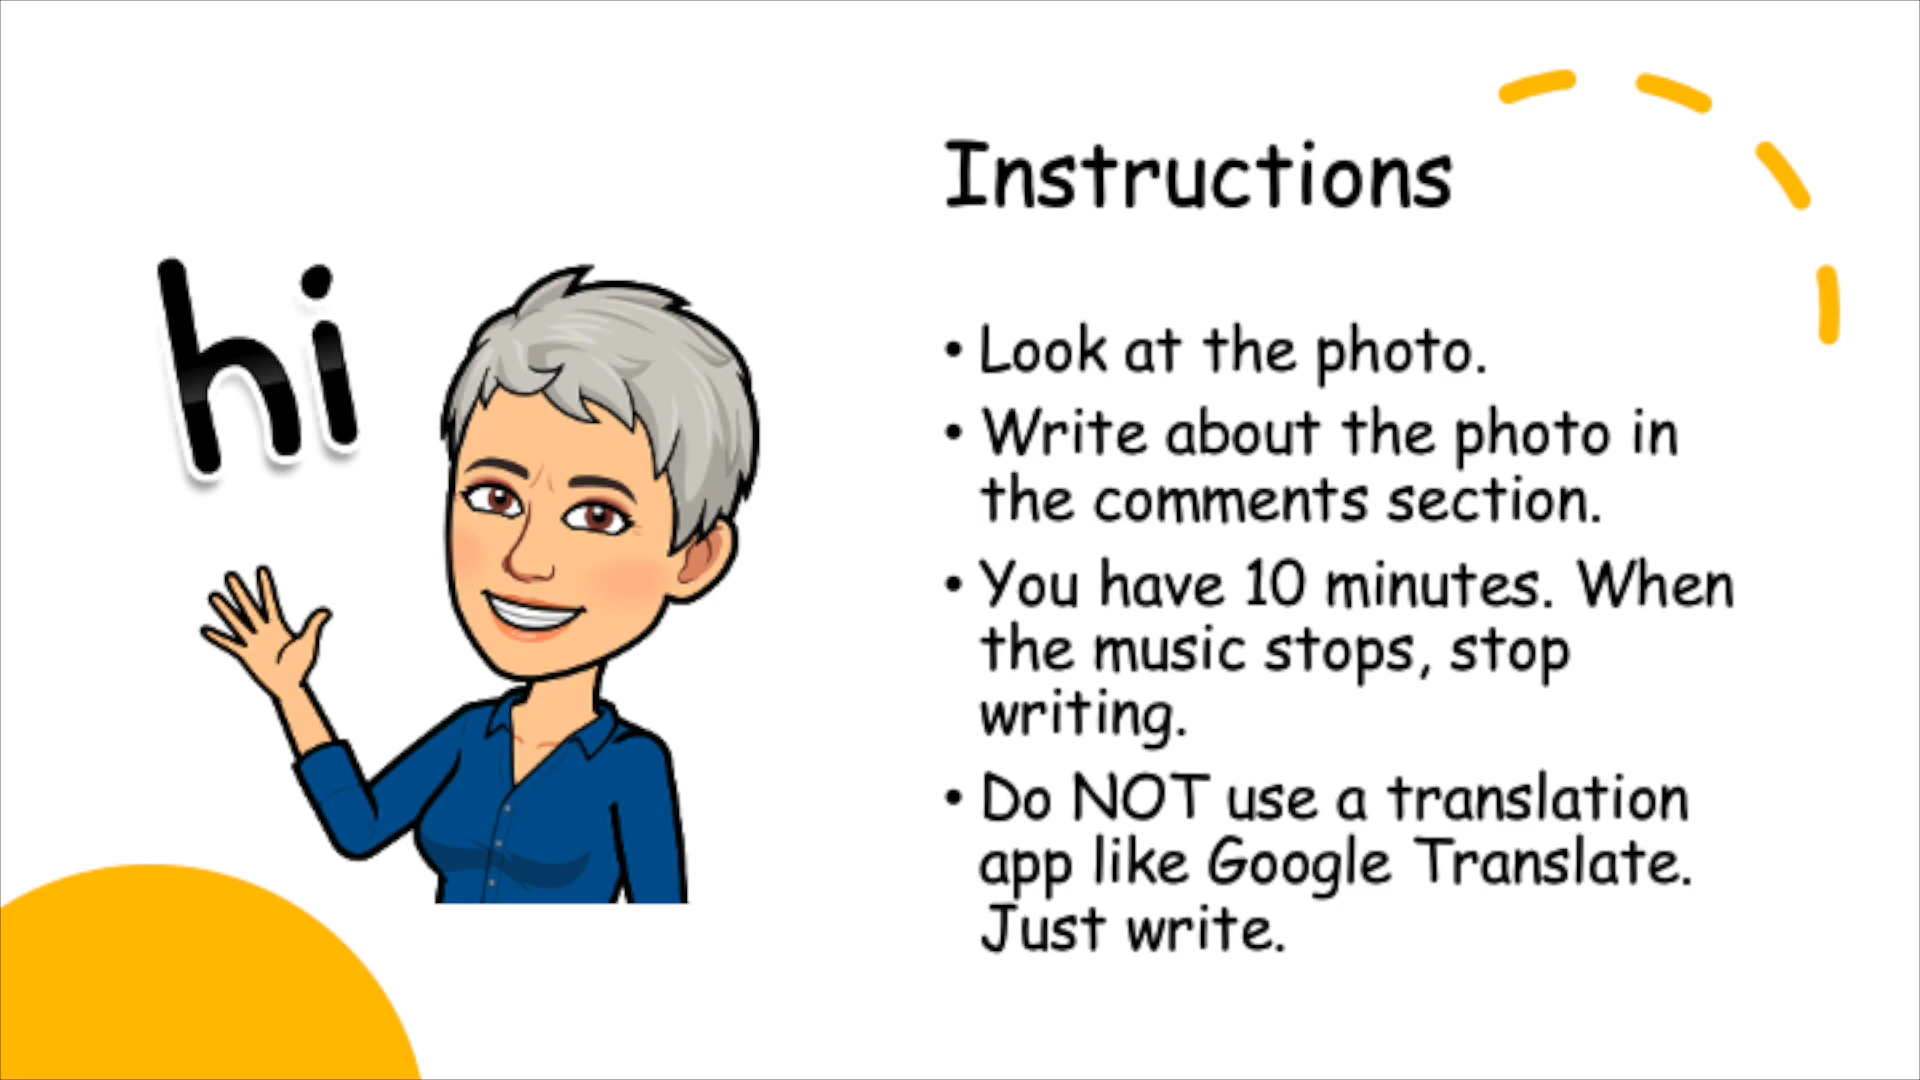 hi
Instructions
• Look at the photo.
• Write about the photo in
the comments section.
• You have 10 minutes. When
the music stops, stop
writing.
• Do NOT use a translation
app like Google Translate.
Just write.